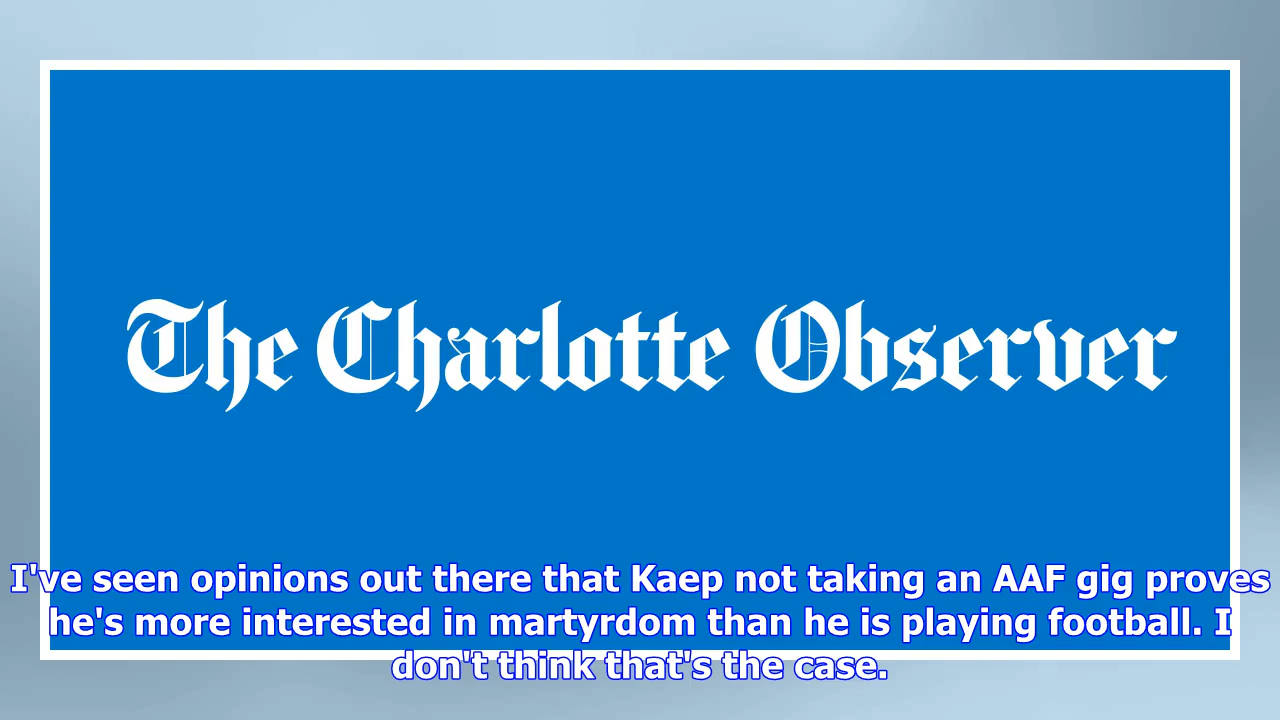 The Charlotte Observer
I've seen opinions out there that Kaep not taking an AAF gig proves
he's more interested in martyrdom than he is playing football. I
don't think that's the case.